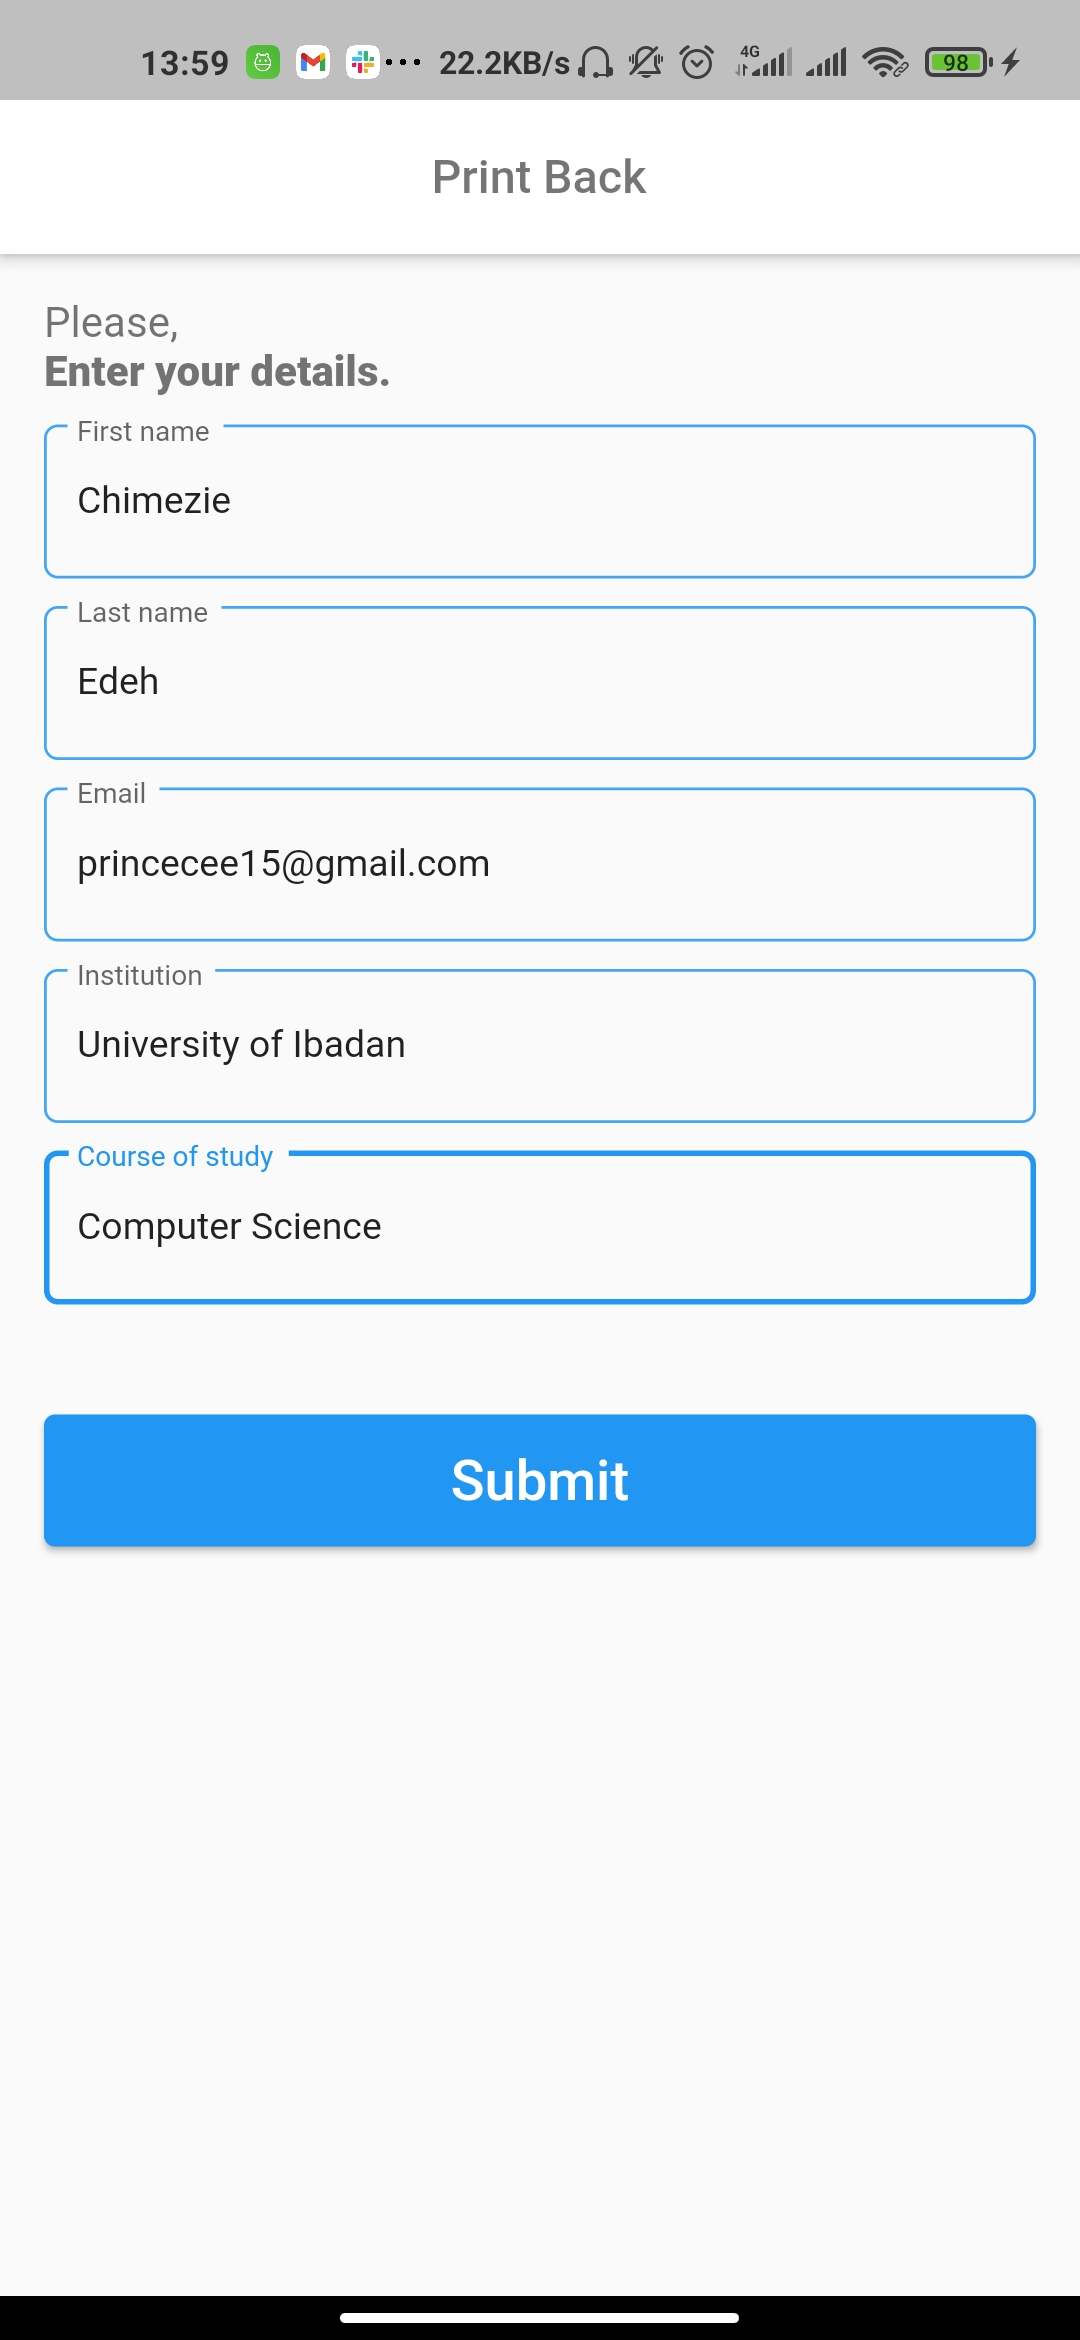 13:59 22.2KB/s 4G 98
Print Back
Please,
Enter your details.
First name
Chimezie
Last name
Edeh
Email
princecee15@gmail.com
Institution
University of Ibadan
Course of study
Computer Science
Submit